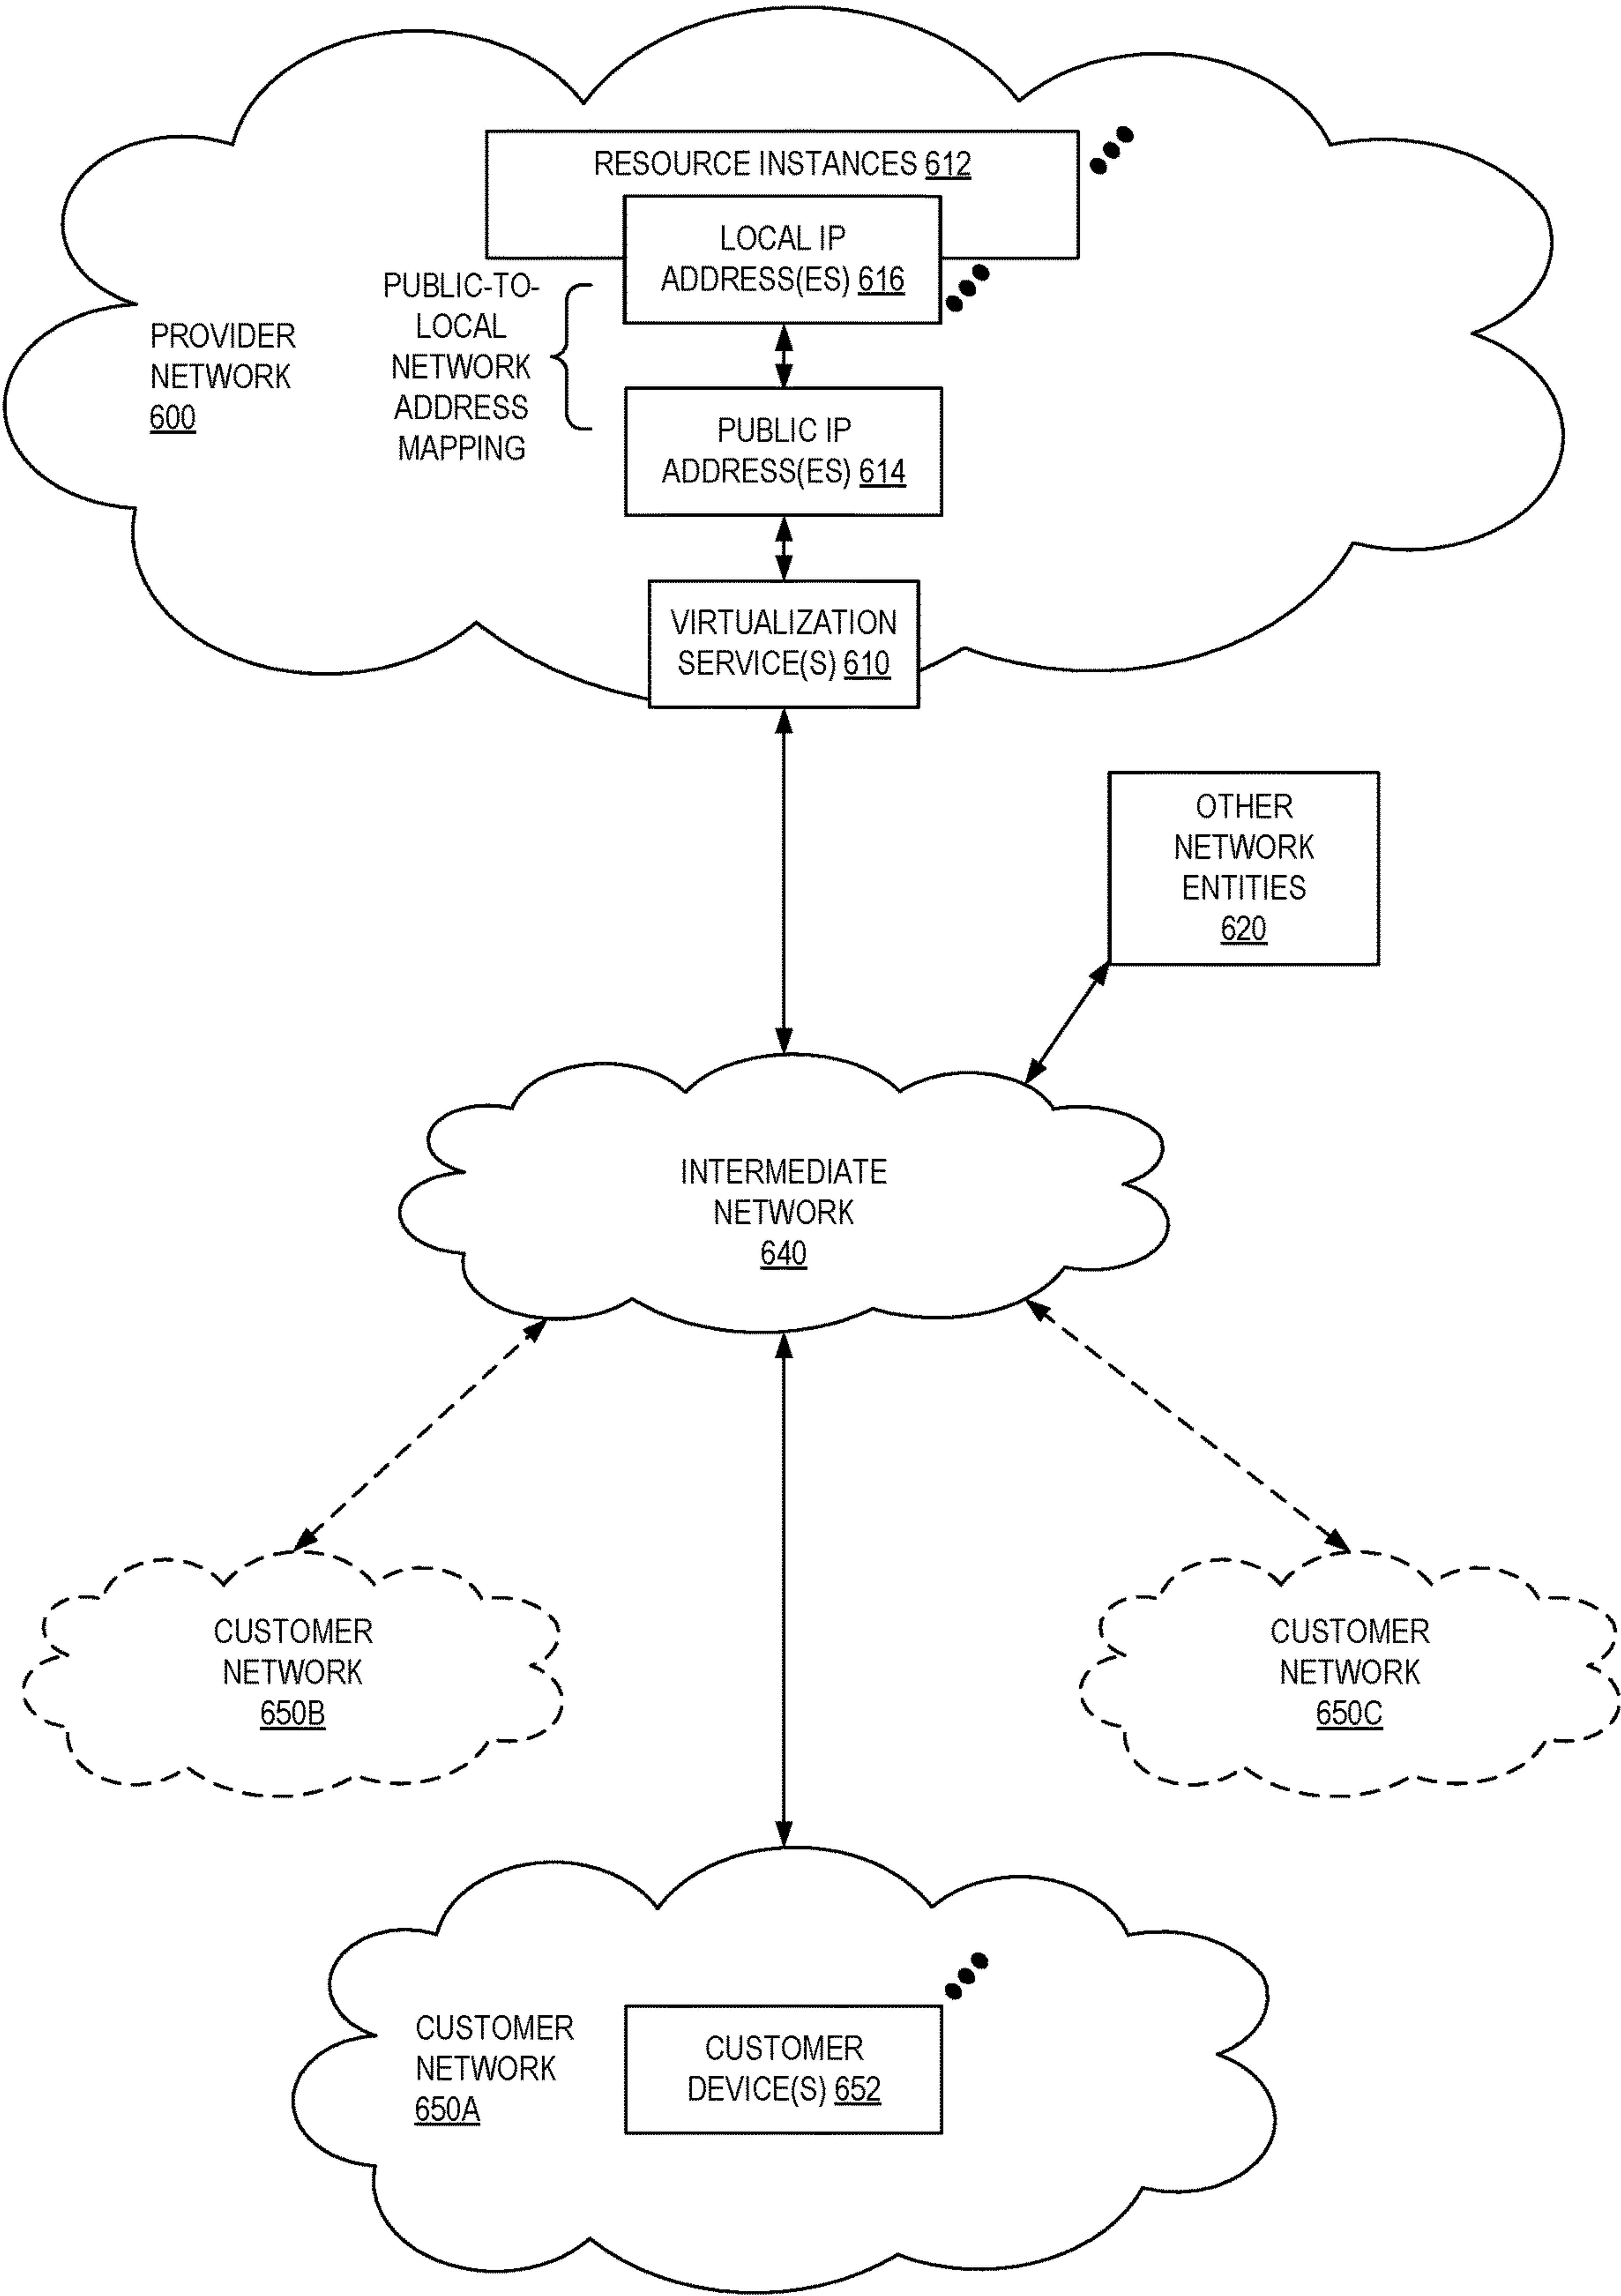 RESOURCE INSTANCES 612
LOCAL IP
ADDRESS(ES) 616
PUBLIC-TO-
LOCAL
NETWORK
ADDRESS
MAPPING
PROVIDER
NETWORK
600
PUBLIC IP
ADDRESS(ES) 614
VIRTUALIZATION
SERVICE(S) 610
OTHER
NETWORK
ENTITIES
620
INTERMEDIATE
NETWORK
640
CUSTOMER
NETWORK
650B
CUSTOMER
NETWORK
650C
CUSTOMER
NETWORK
650A
CUSTOMER
DEVICE(S) 652